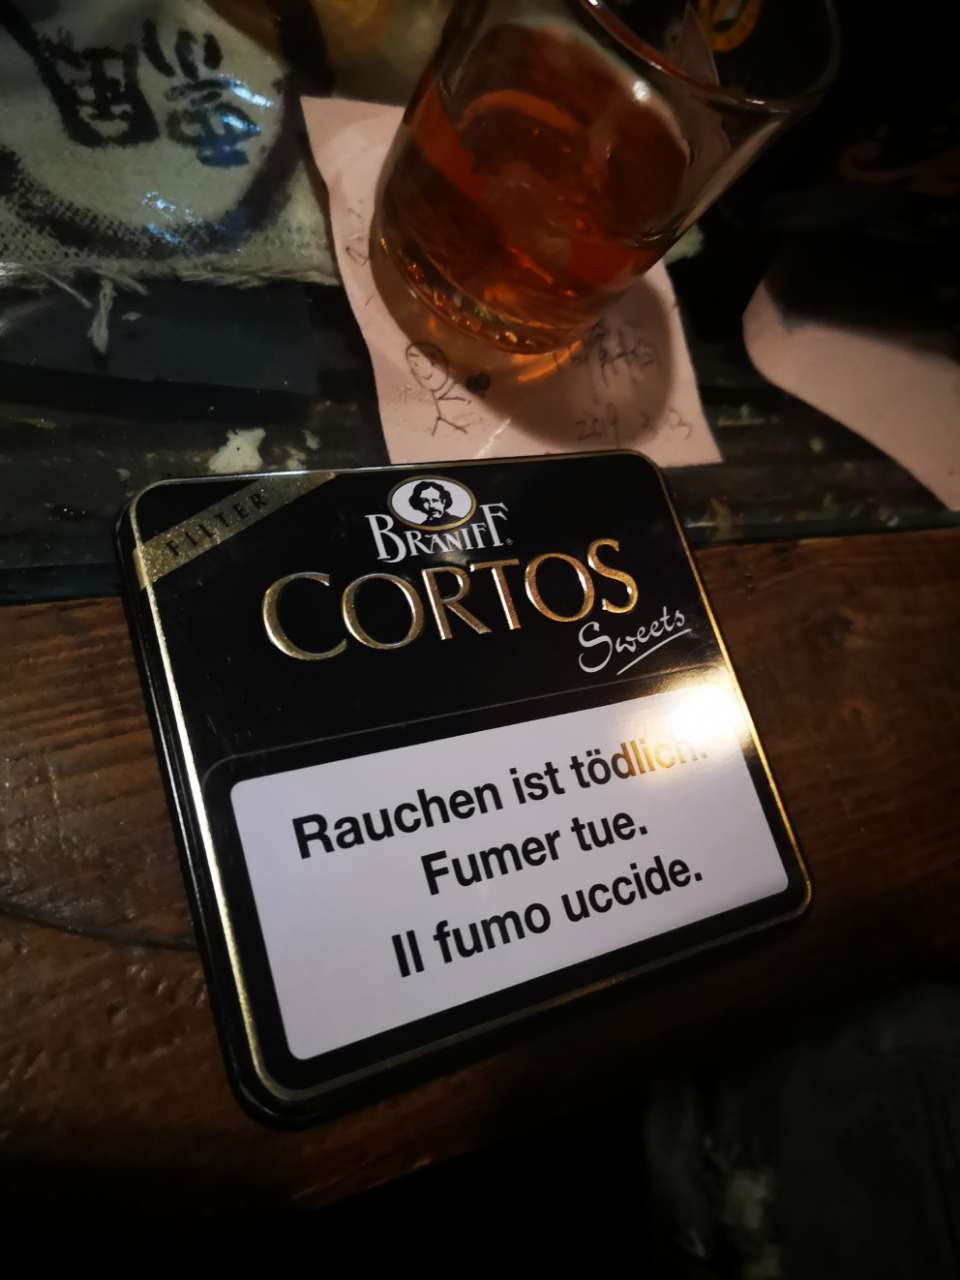 FILTER
BRANIFF®
CORTOS
Sweets
Rauchen ist tödlich.
Fumer tue.
Il fumo uccide.